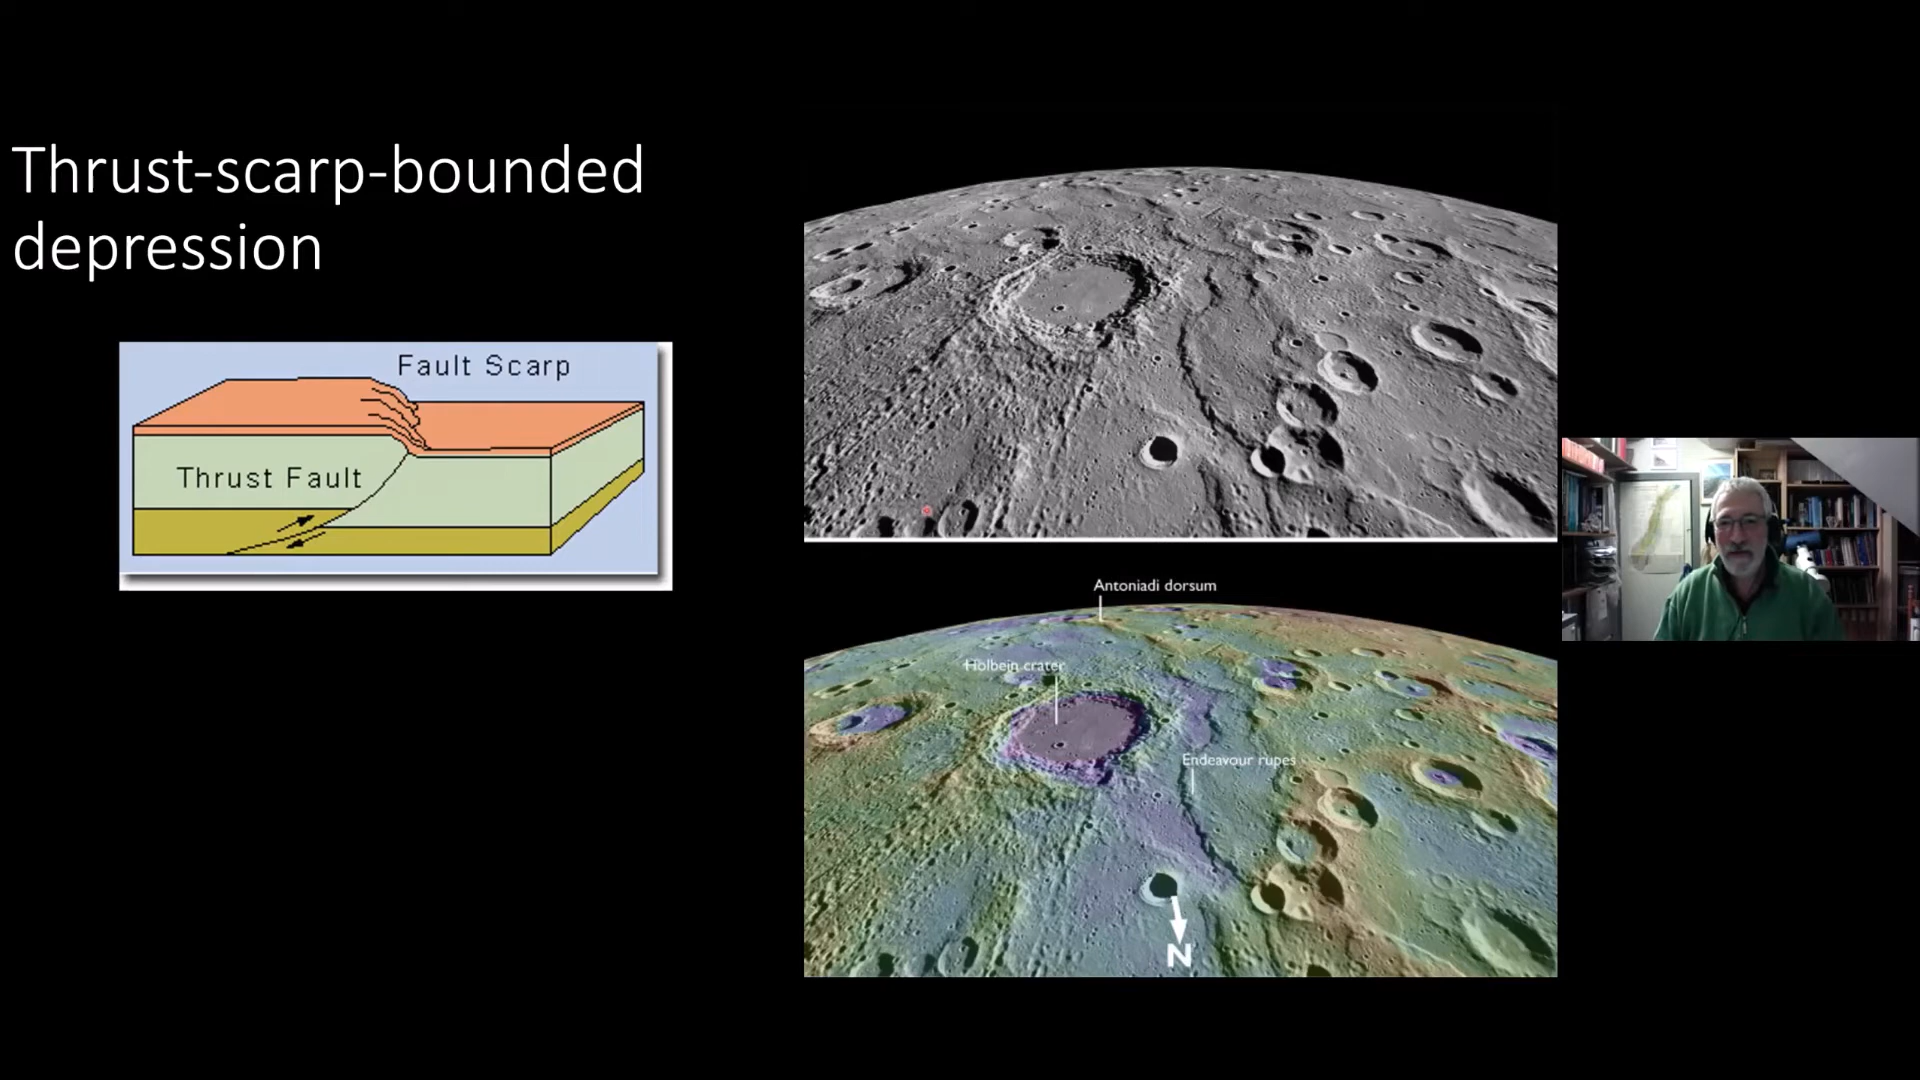 Thrust-scarp-bounded
depression
Fault Scarp
Thrust Fault
Antoniadi dorsum
Holbein crater
Endeavour rupes
N